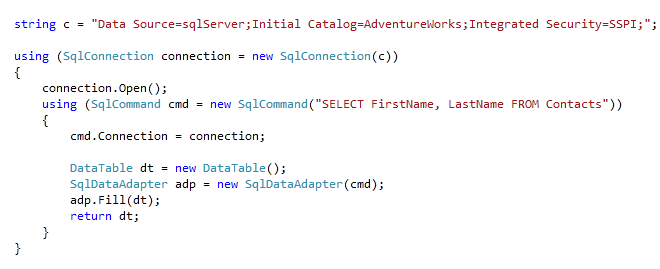 string c = "Data Source=sqlServer;Initial Catalog=AdventureWorks;Integrated Security=SSPI;";

using (SqlConnection connection = new SqlConnection(c))
{
    connection.Open();
    using (SqlCommand cmd = new SqlCommand("SELECT FirstName, LastName FROM Contacts"))
    {
        cmd.Connection = connection;

        DataTable dt = new DataTable();
        SqlDataAdapter adp = new SqlDataAdapter(cmd);
        adp.Fill(dt);
        return dt;
    }
}